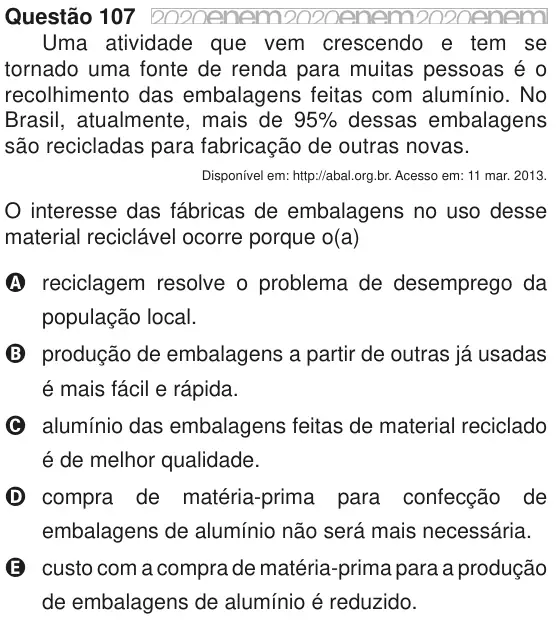 Questão 107 2020enem2020enem2020enem
Uma atividade que vem crescendo e tem se
tornado uma fonte de renda para muitas pessoas é o
recolhimento das embalagens feitas com alumínio. No
Brasil, atualmente, mais de 95% dessas embalagens
são recicladas para fabricação de outras novas.
Disponível em: http://abal.org.br. Acesso em: 11 mar. 2013.
O interesse das fábricas de embalagens no uso desse
material reciclável ocorre porque o(a)
A reciclagem resolve o problema de desemprego da
população local.
B produção de embalagens a partir de outras já usadas
é mais fácil e rápida.
C alumínio das embalagens feitas de material reciclado
é de melhor qualidade.
D compra de matéria-prima para confecção de
embalagens de alumínio não será mais necessária.
E custo com a compra de matéria-prima para a produção
de embalagens de alumínio é reduzido.